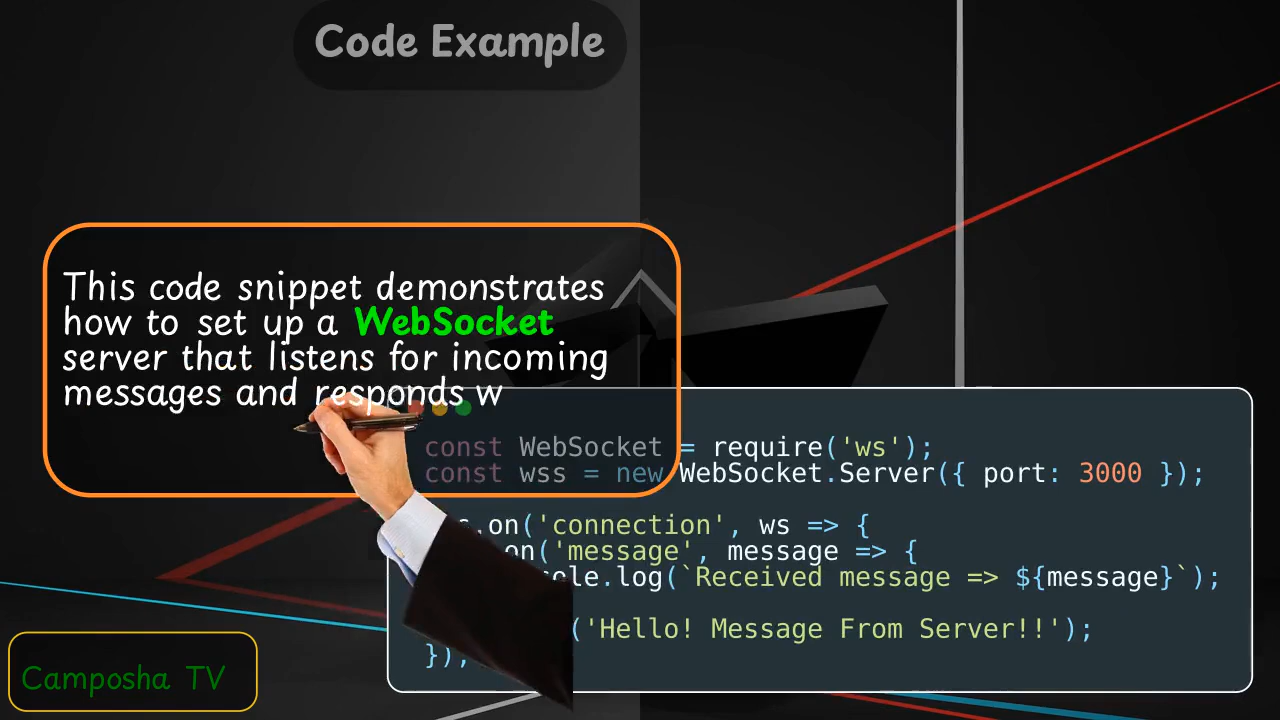 Code Example
This code snippet demonstrates
how to set up a WebSocket
server that listens for incoming
messages and responds w
const WebSocket = require('ws');
const wss = new WebSocket.Server({ port: 3000 });
s.on('connection', ws => {
on('message', message => {
ole.log(`Received message => ${message}`);
('Hello! Message From Server!!');
});
Camposha TV